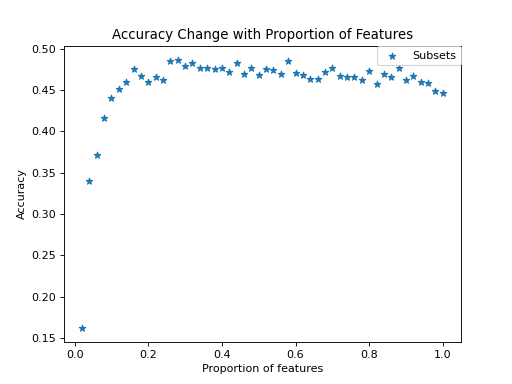 Accuracy Change with Proportion of Features
Subsets
0.50
0.45
0.40
0.35
0.30
0.25
0.20
0.15
Accuracy
0.0 0.2 0.4 0.6 0.8 1.0
Proportion of features